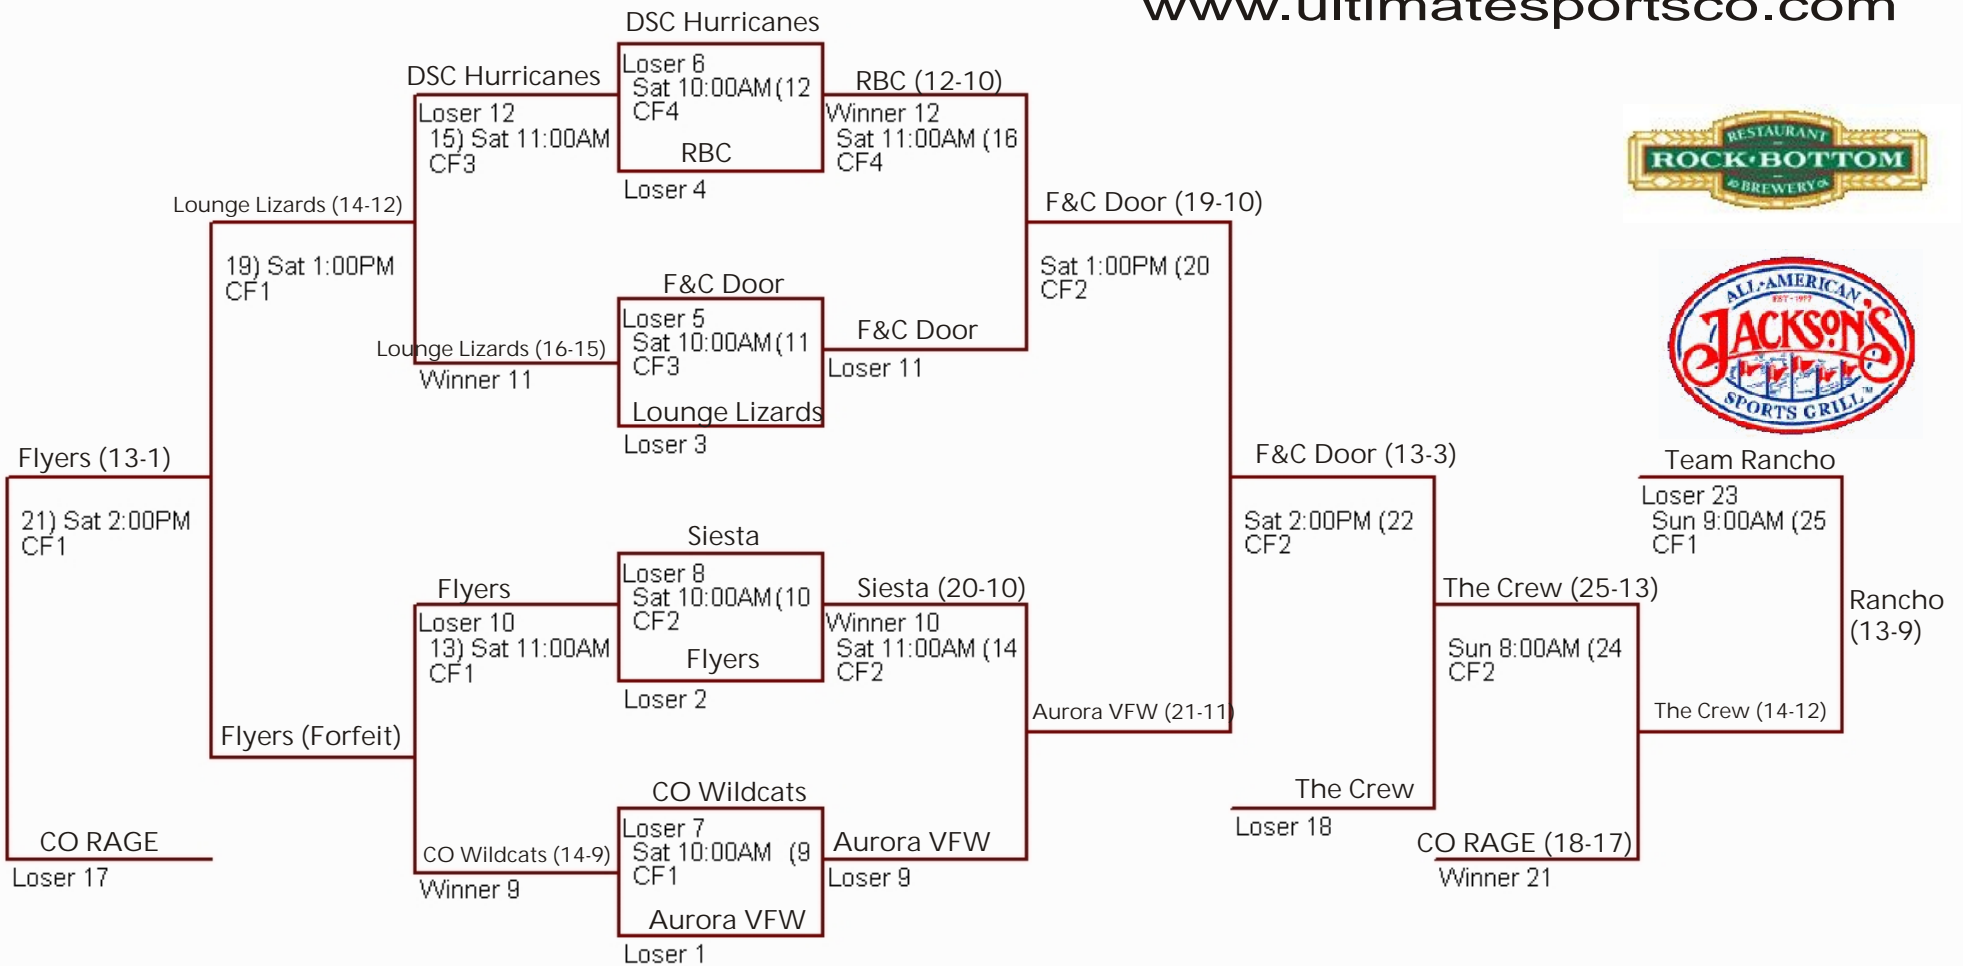 www.ultimatesportsco.com
DSC Hurricanes
DSC Hurricanes
Loser 6
Sat 10:00AM (12
CF4
RBC
Loser 4
RBC (12-10)
Loser 12
15) Sat 11:00AM
CF3
Winner 12
Sat 11:00AM (16
CF4
RESTAURANT
ROCK·BOTTOM
BREWERY
Lounge Lizards (14-12)
F&C Door (19-10)
19) Sat 1:00PM
CF1
F&C Door
Loser 5
Sat 10:00AM (11
CF3
Lounge Lizards
Loser 3
Sat 1:00PM (20
CF2
Lounge Lizards (16-15)
Winner 11
F&C Door
Loser 11
ALL·AMERICAN
EST·1977
JACKSON'S
SPORTS GRILL
TM
Flyers (13-1)
21) Sat 2:00PM
CF1
F&C Door (13-3)
Sat 2:00PM (22
CF2
Team Rancho
Loser 23
Sun 9:00AM (25
CF1
Siesta
Loser 8
Sat 10:00AM (10
CF2
Flyers
Loser 2
Flyers
Loser 10
13) Sat 11:00AM
CF1
Siesta (20-10)
Winner 10
Sat 11:00AM (14
CF2
The Crew (25-13)
Sun 8:00AM (24
CF2
Rancho
(13-9)
Flyers (Forfeit)
Aurora VFW (21-11)
The Crew (14-12)
CO Wildcats
Loser 7
Sat 10:00AM (9
CF1
Aurora VFW
Loser 1
The Crew
Loser 18
CO RAGE
Loser 17
CO Wildcats (14-9)
Winner 9
Aurora VFW
Loser 9
CO RAGE (18-17)
Winner 21